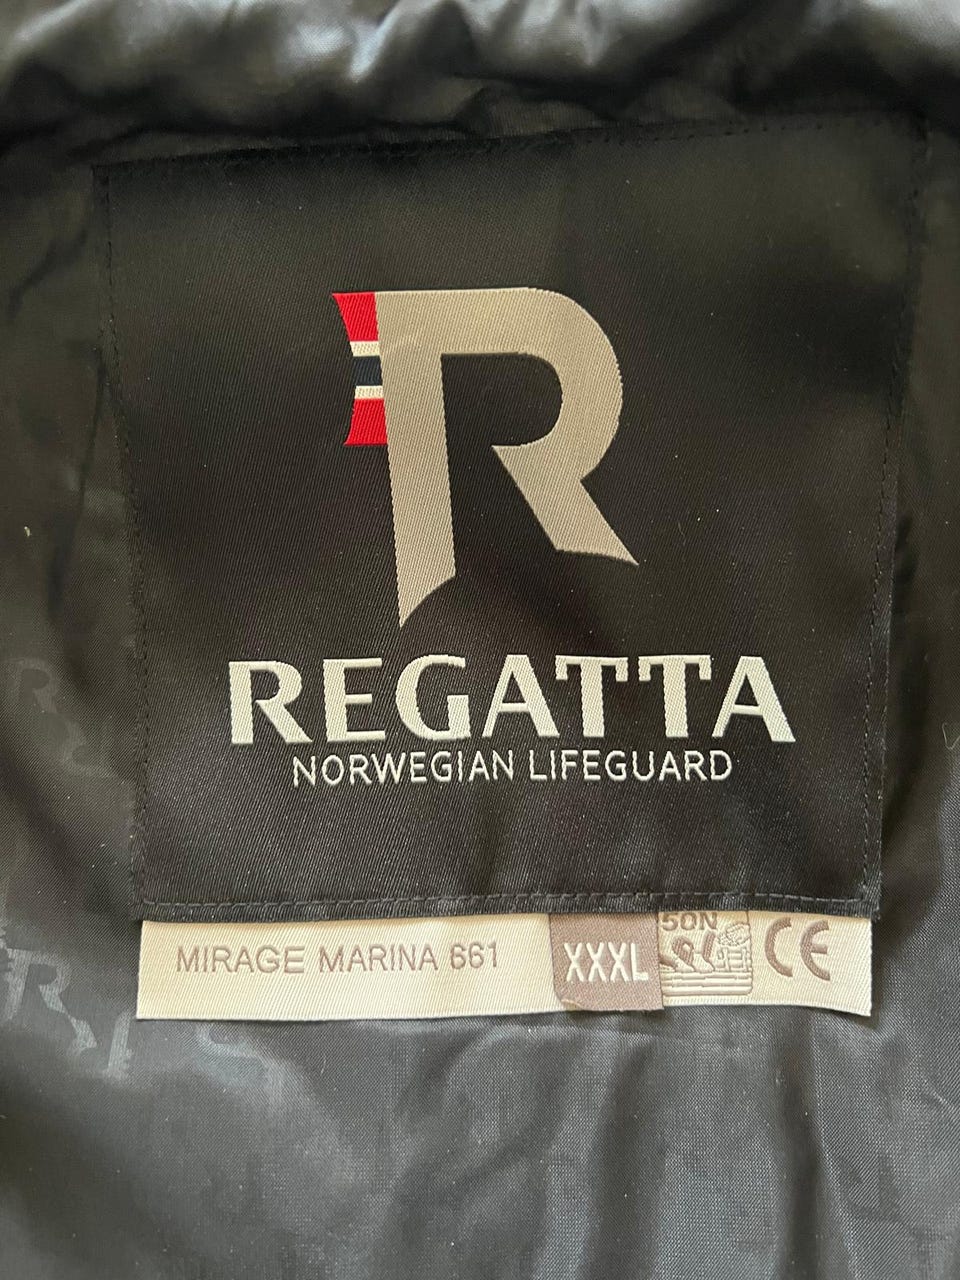 R
REGATTA
NORWEGIAN LIFEGUARD
MIRAGE MARINA 661 XXXL 50N CE